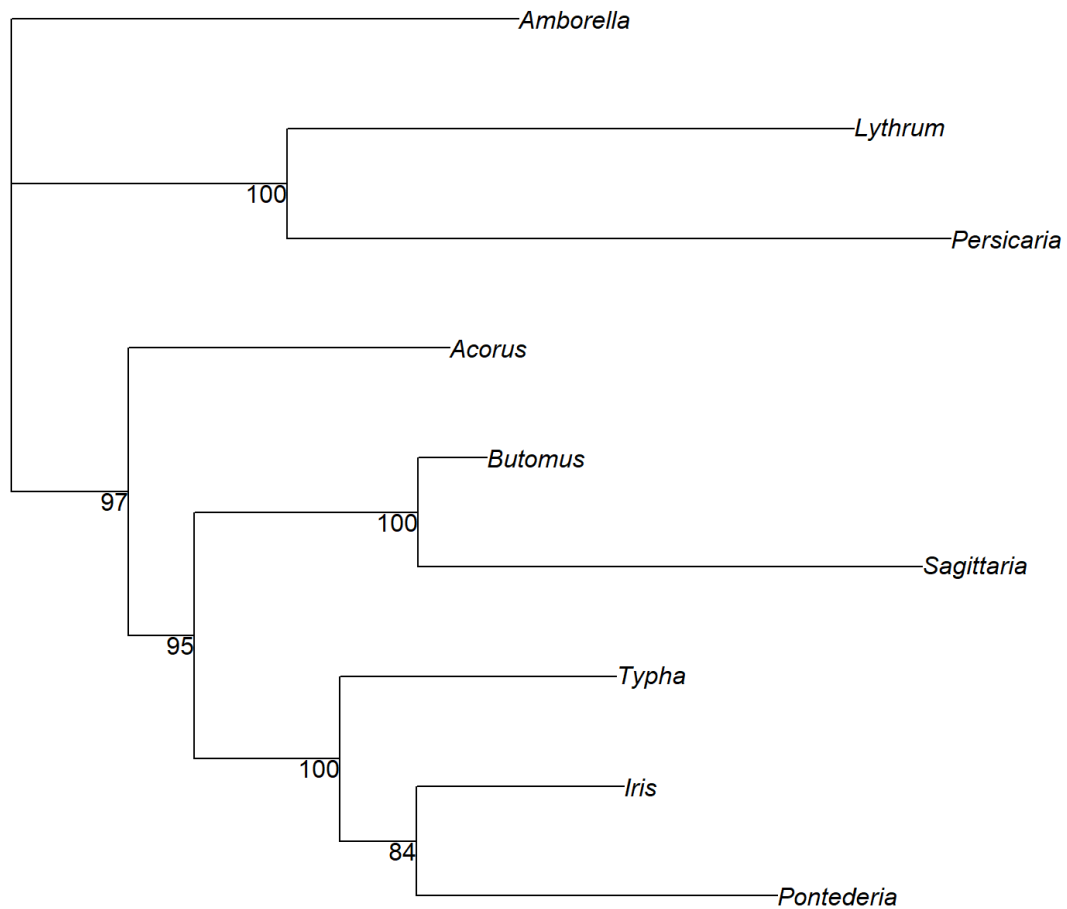 Amborella
Lythrum
100
Persicaria
Acorus
Butomus
97
100
Sagittaria
95
Typha
100
Iris
84
Pontederia